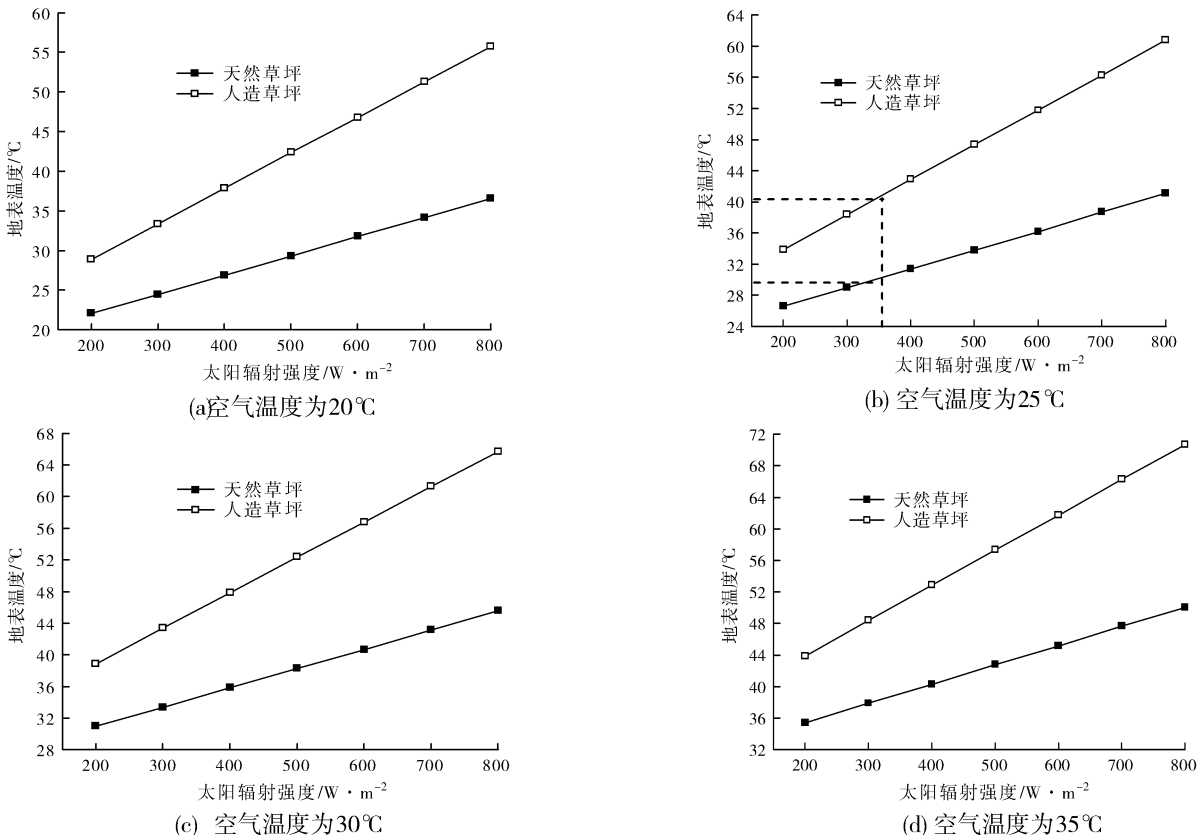 60
55
50
45
40
35
30
25
20
地表温度/℃
天然草坪
人造草坪
200 300 400 500 600 700 800
太阳辐射强度/W·m⁻²
(a)空气温度为20℃
64
60
56
52
48
44
40
36
32
28
24
地表温度/℃
天然草坪
人造草坪
200 300 400 500 600 700 800
太阳辐射强度/W·m⁻²
(b) 空气温度为25℃
68
64
60
56
52
48
44
40
36
32
28
地表温度/℃
天然草坪
人造草坪
200 300 400 500 600 700 800
太阳辐射强度/W·m⁻²
(c) 空气温度为30℃
72
68
64
60
56
52
48
44
40
36
32
地表温度/℃
天然草坪
人造草坪
200 300 400 500 600 700 800
太阳辐射强度/W·m⁻²
(d) 空气温度为35℃